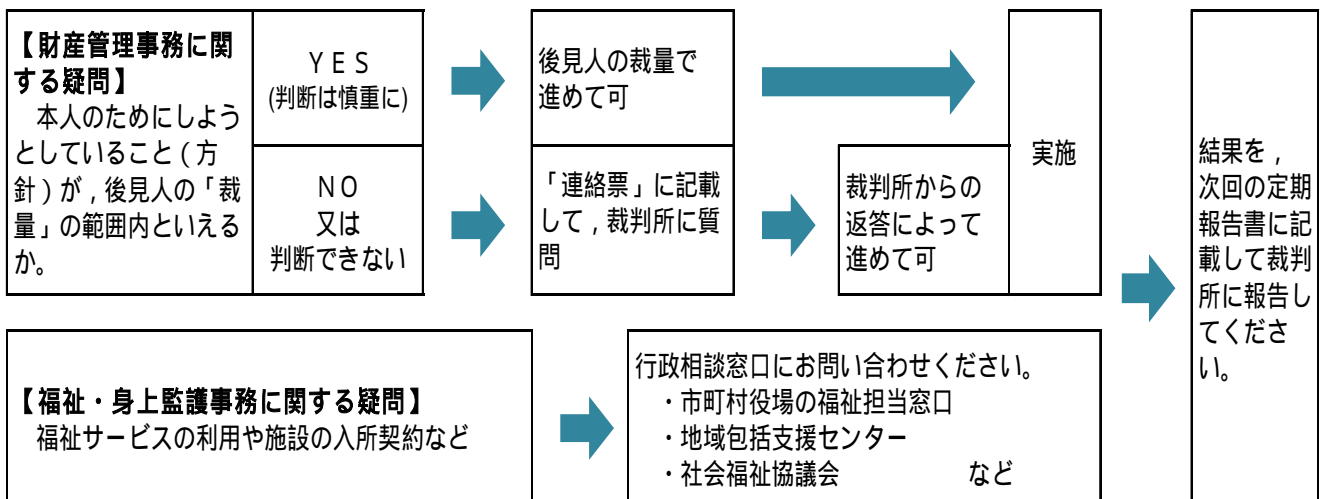 【財産管理事務に関
する疑問】
　本人のためにしよう
としていること（方
針）が，後見人の「裁
量」の範囲内といえる
か。
ＹＥＳ
(判断は慎重に)
後見人の裁量で
進めて可
ＮＯ
又は
判断できない
「連絡票」に記載
して，裁判所に質
問
裁判所からの
返答によって
進めて可
実施
結果を，
次回の定期
報告書に記
載して裁判
所に報告し
てくださ
い。
【福祉・身上監護事務に関する疑問】
福祉サービスの利用や施設の入所契約など
行政相談窓口にお問い合わせください。
・市町村役場の福祉担当窓口
・地域包括支援センター
・社会福祉協議会　　　　　など